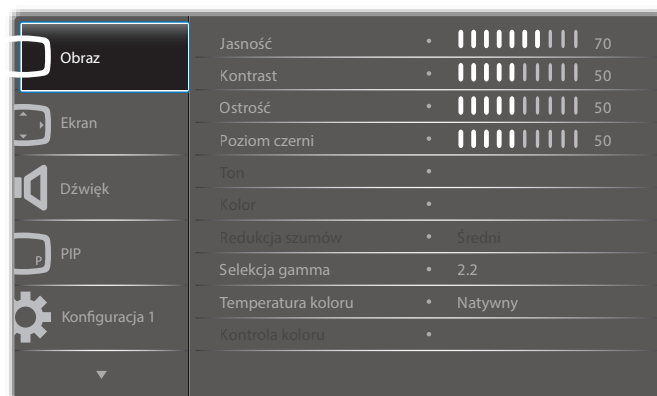 Obraz
Ekran
Dźwięk
P
PIP
Konfiguracja 1
Jasność • 70
Kontrast • 50
Ostrość • 50
Poziom czerni • 50
Ton •
Kolor •
Redukcja szumów • Średni
Selekcja gamma • 2.2
Temperatura koloru • Natywny
Kontrola koloru •